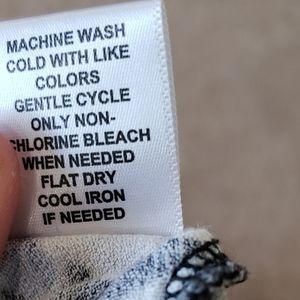 MACHINE WASH
COLD WITH LIKE
COLORS
GENTLE CYCLE
ONLY NON-
CHLORINE BLEACH
WHEN NEEDED
FLAT DRY
COOL IRON
IF NEEDED